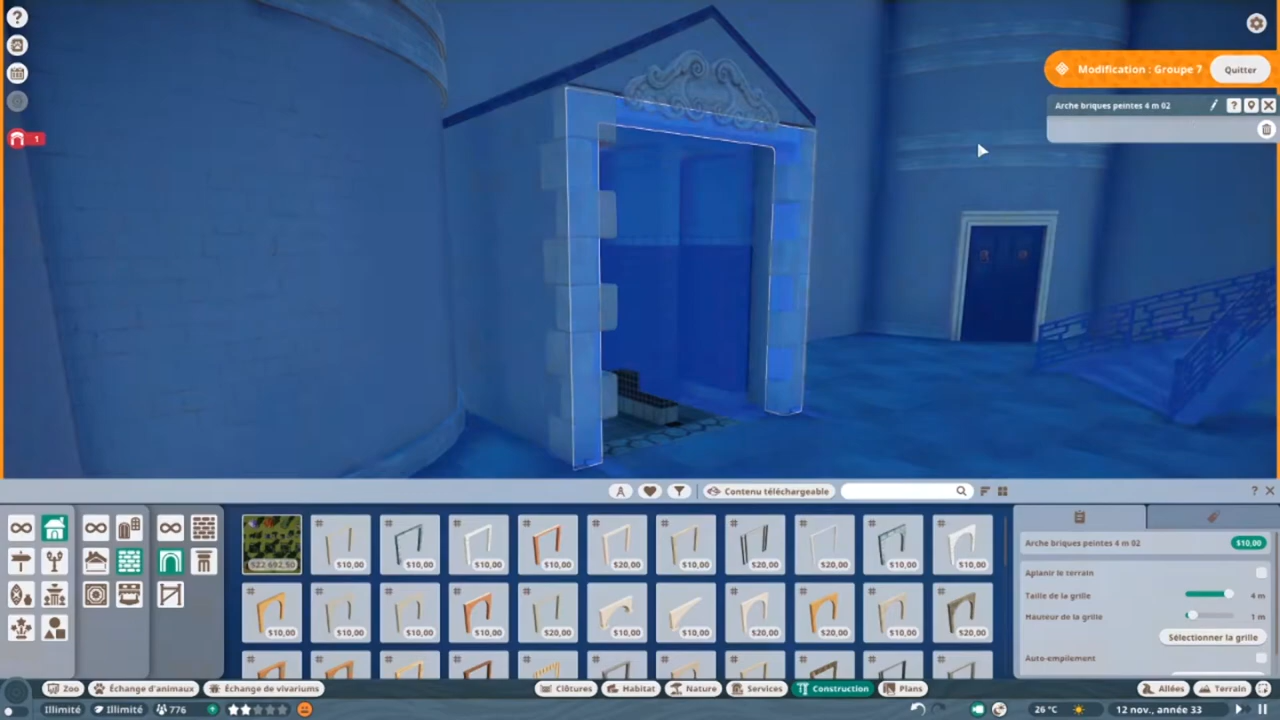 Modification : Groupe 7
Quitter
Arche briques peintes 4 m 02
1
Contenu téléchargeable
$22 692,50
$10,00
$10,00
$10,00
$10,00
$20,00
$10,00
$20,00
$20,00
$10,00
$10,00
$10,00
$10,00
$10,00
$10,00
$20,00
$10,00
$10,00
$20,00
$20,00
$10,00
$20,00
Arche briques peintes 4 m 02
$10,00
Aplanir le terrain
Taille de la grille
4 m
Hauteur de la grille
1 m
Sélectionner la grille
Auto-empilement
Zoo
Échange d'animaux
Échange de vivariums
Clôtures
Habitat
Nature
Services
Construction
Plans
Allées
Terrain
Illimité
Illimité
776
26 °C
12 nov., année 33